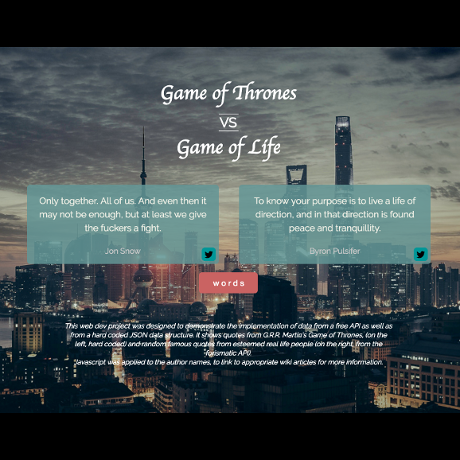 Game of Thrones
VS
Game of Life
Only together. All of us. And even then it
may not be enough, but at least we give
the fuckers a fight.
Jon Snow
To know your purpose is to live a life of
direction, and in that direction is found
peace and tranquillity.
Byron Pulsifer
words
This web dev project was designed to demonstrate the implementation of data from a free API as well as
from a hard coded JSON data structure. It shows quotes from G.R.R. Martin's Game of Thrones, (on the
left, hard coded) and random famous quotes from esteemed real life people (on the right, from the
"forismatic API).
*Javascript was applied to the author names, to link to appropriate wiki articles for more information.